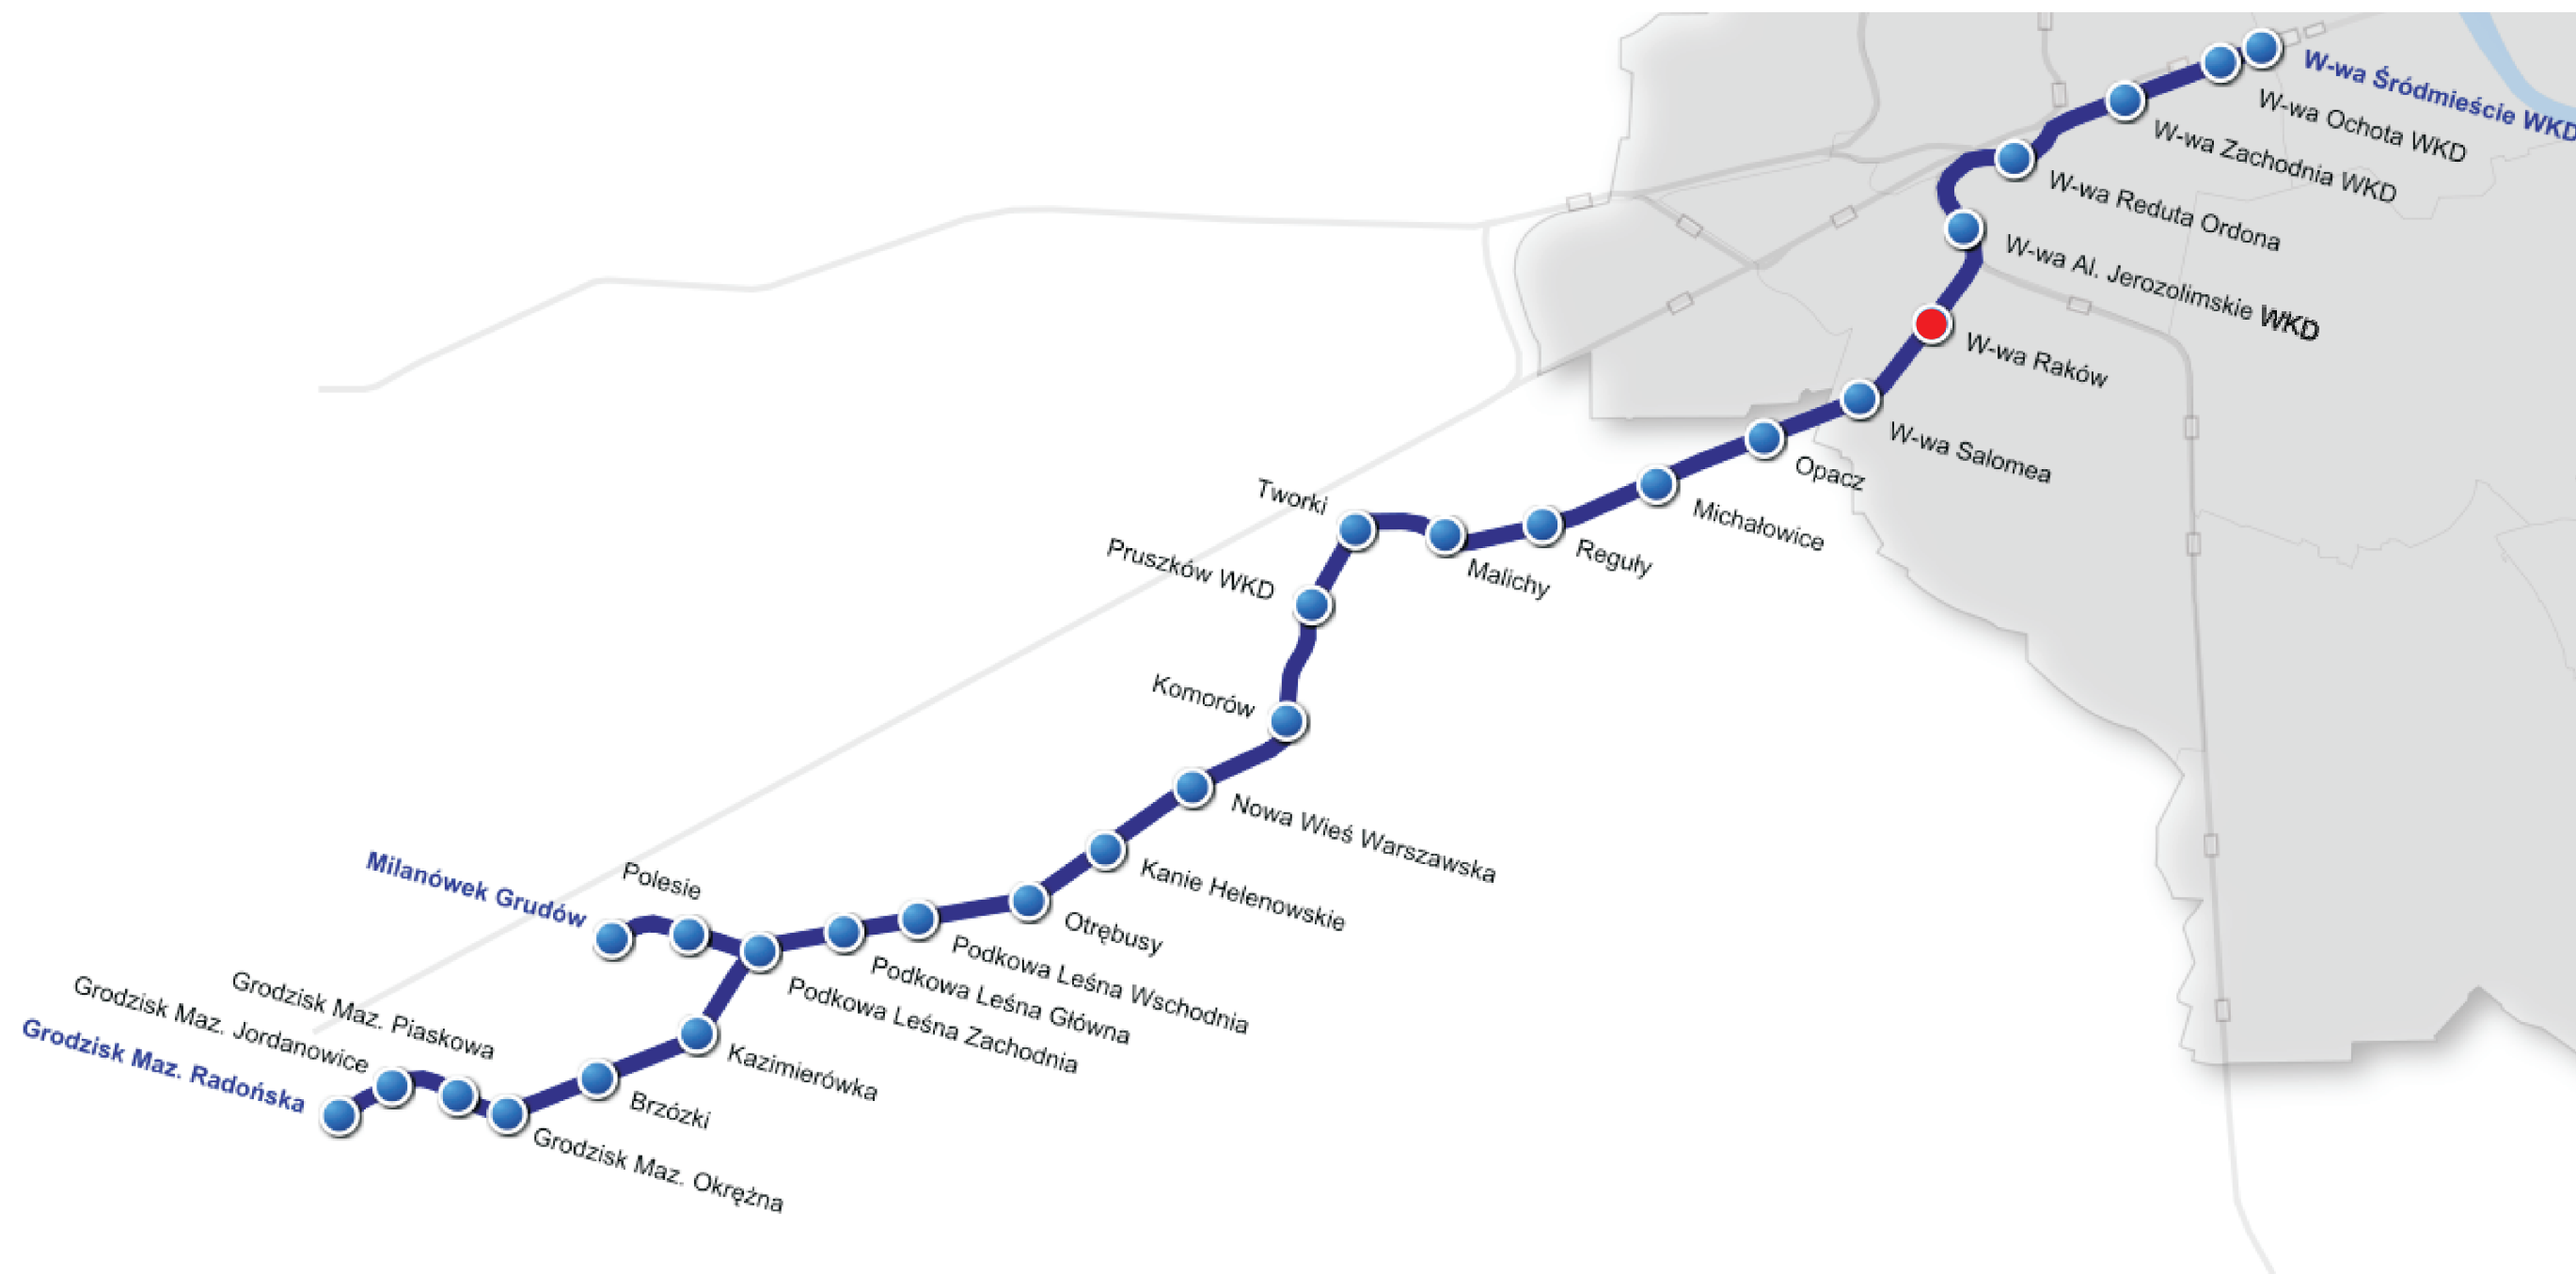 W-wa Śródmieście WKD
W-wa Ochota WKD
W-wa Zachodnia WKD
W-wa Reduta Ordona
W-wa Al. Jerozolimskie WKD
W-wa Raków
W-wa Salomea
Opacz
Michałowice
Reguły
Malichy
Tworki
Pruszków WKD
Komorów
Nowa Wieś Warszawska
Kanie Helenowskie
Otrębusy
Podkowa Leśna Wschodnia
Podkowa Leśna Główna
Podkowa Leśna Zachodnia
Polesie
Milanówek Grudów
Kazimierówka
Brzózki
Grodzisk Maz. Okrężna
Grodzisk Maz. Piaskowa
Grodzisk Maz. Jordanowice
Grodzisk Maz. Radońska